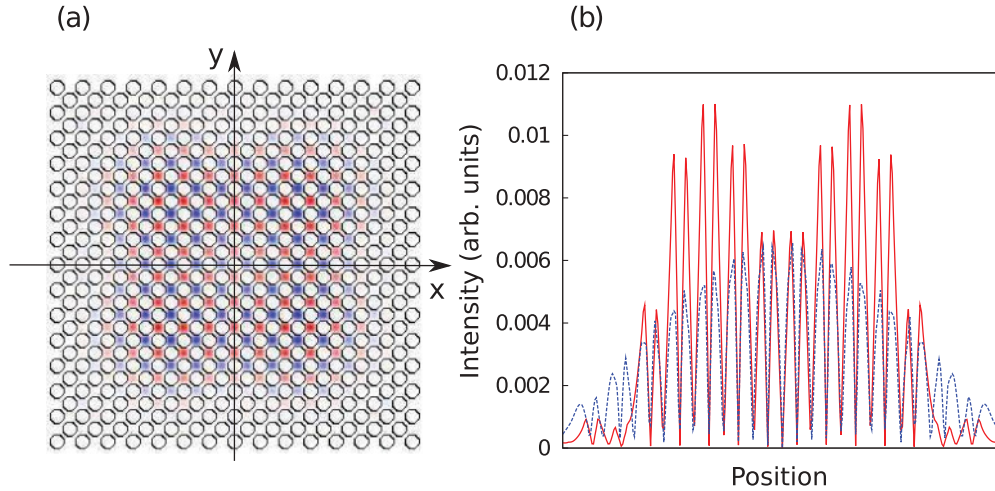 (a)
y
x
(b)
Intensity (arb. units)
0.012
0.01
0.008
0.006
0.004
0.002
0
Position